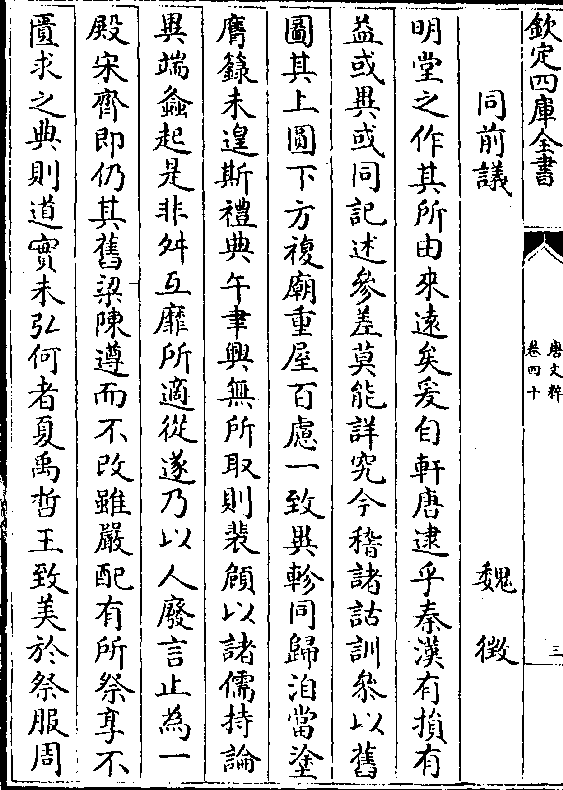 欽定四庫全書
唐文粹
卷四十
三
同前議
魏徵
明堂之作其所由來遠矣爰自軒唐逮乎秦漢有損有
益或異或同記述參差莫能詳究今稽諸詁訓叅以舊
圖其上圓下方複廟重屋百慮一致異軫同歸洎當塗
膺籙未遑斯禮典午聿興無所取則裴頠以諸儒持論
異端蠭起是非舛互靡所適從遂乃以人廢言止為一
殿宋齊即仍其舊梁陳遵而不改雖嚴配有所祭享不
匱求之典則道實未弘何者夏禹哲王致美於祭服周